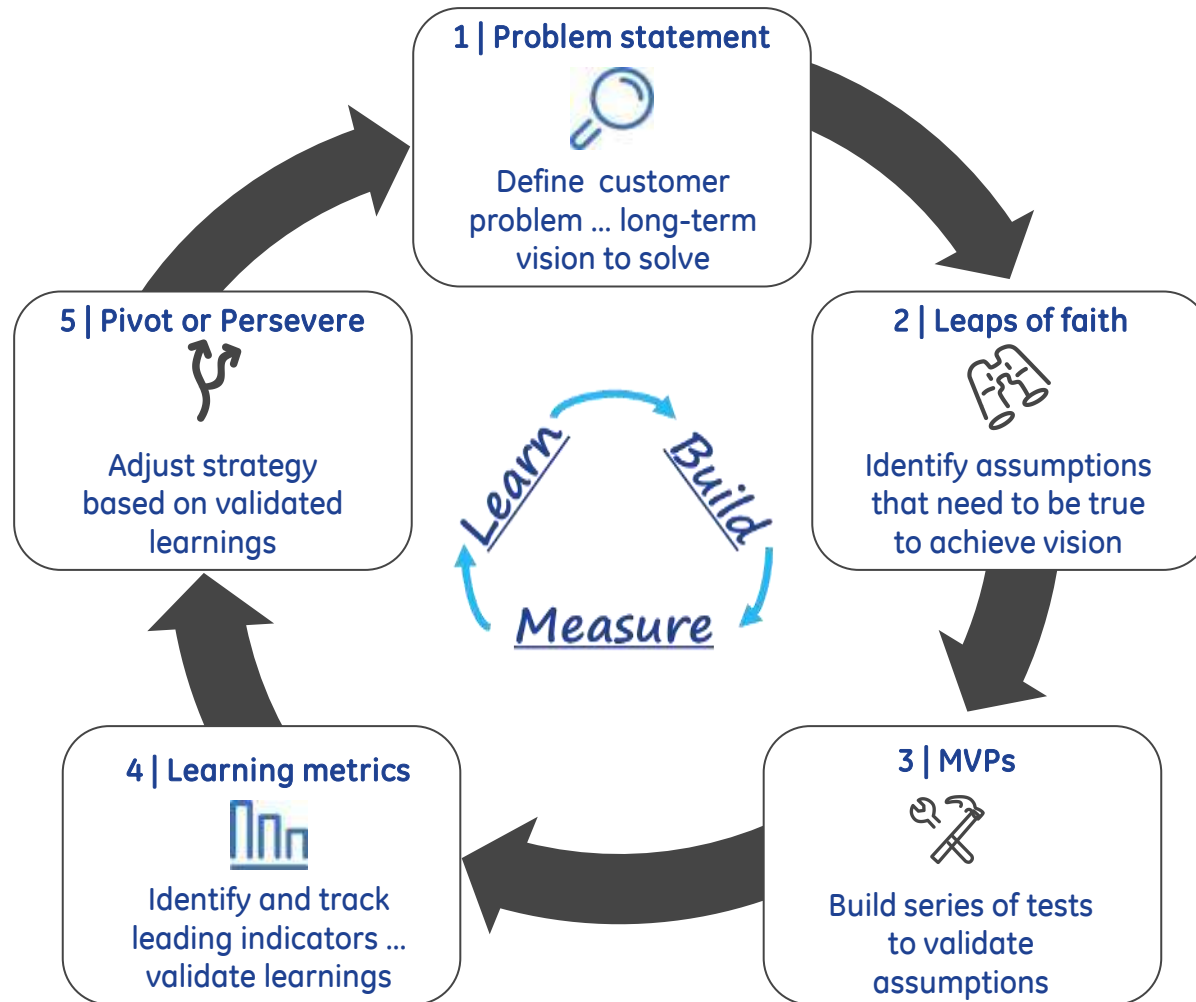 1 | Problem statement
Define customer
problem ... long-term
vision to solve
2 | Leaps of faith
Identify assumptions
that need to be true
to achieve vision
3 | MVPs
Build series of tests
to validate
assumptions
4 | Learning metrics
Identify and track
leading indicators ...
validate learnings
5 | Pivot or Persevere
Adjust strategy
based on validated
learnings
Learn
Build
Measure